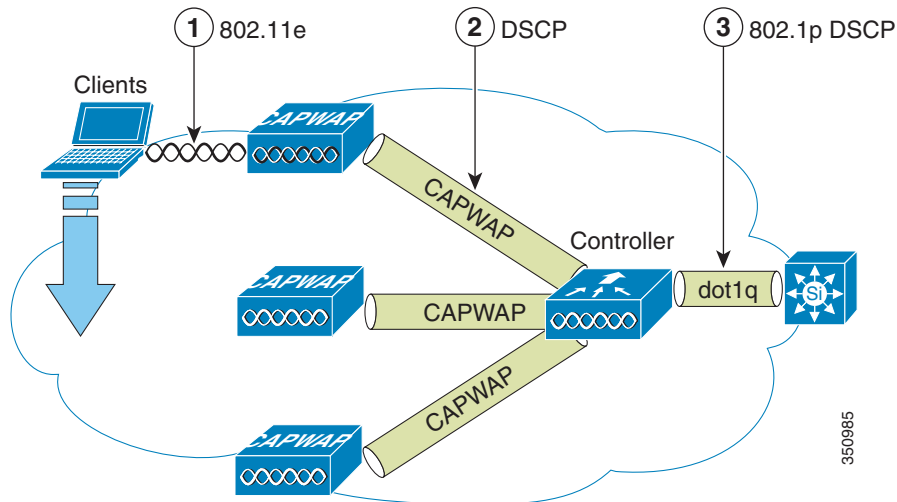 1 802.11e
2 DSCP
3 802.1p DSCP
Clients
CAPWAP
CAPWAP
Controller
CAPWAP
CAPWAP
dot1q
Si
CAPWAP
CAPWAP
350985